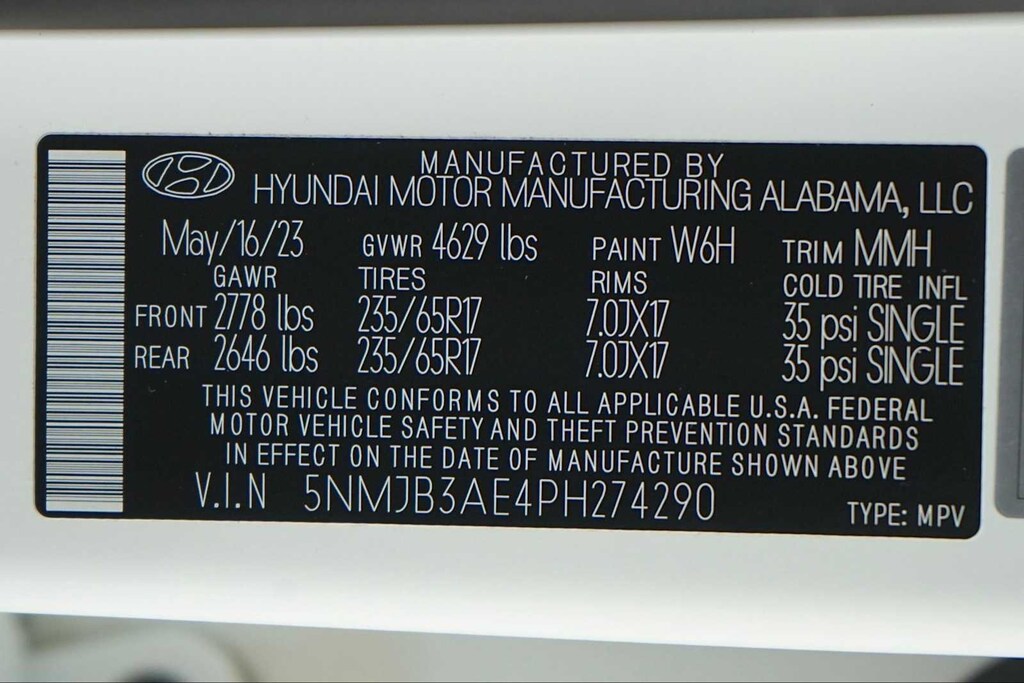 MANUFACTURED BY
HYUNDAI MOTOR MANUFACTURING ALABAMA, LLC
May/16/23 GVWR 4629 lbs PAINT W6H TRIM MMH
GAWR TIRES RIMS COLD TIRE INFL
FRONT 2778 lbs 235/65R17 7.0JX17 35 psi SINGLE
REAR 2646 lbs 235/65R17 7.0JX17 35 psi SINGLE
THIS VEHICLE CONFORMS TO ALL APPLICABLE U.S.A. FEDERAL
MOTOR VEHICLE SAFETY AND THEFT PREVENTION STANDARDS
IN EFFECT ON THE DATE OF MANUFACTURE SHOWN ABOVE
V.I.N 5NMJB3AE4PH274290 TYPE: MPV